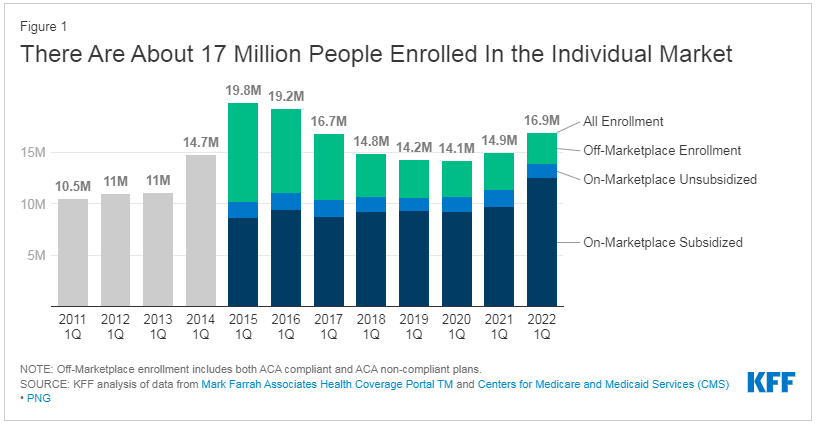 Figure 1
There Are About 17 Million People Enrolled In the Individual Market
19.8M
19.2M
16.7M
16.9M
All Enrollment
14.7M
14.8M
14.2M
14.1M
14.9M
15M
Off-Marketplace Enrollment
On-Marketplace Unsubsidized
10.5M
11M
11M
10M
On-Marketplace Subsidized
5M
2011 2012 2013 2014 2015 2016 2017 2018 2019 2020 2021 2022
1Q 1Q 1Q 1Q 1Q 1Q 1Q 1Q 1Q 1Q 1Q 1Q
NOTE: Off-Marketplace enrollment includes both ACA compliant and ACA non-compliant plans.
SOURCE: KFF analysis of data from Mark Farrah Associates Health Coverage Portal TM and Centers for Medicare and Medicaid Services (CMS)
• PNG
KFF